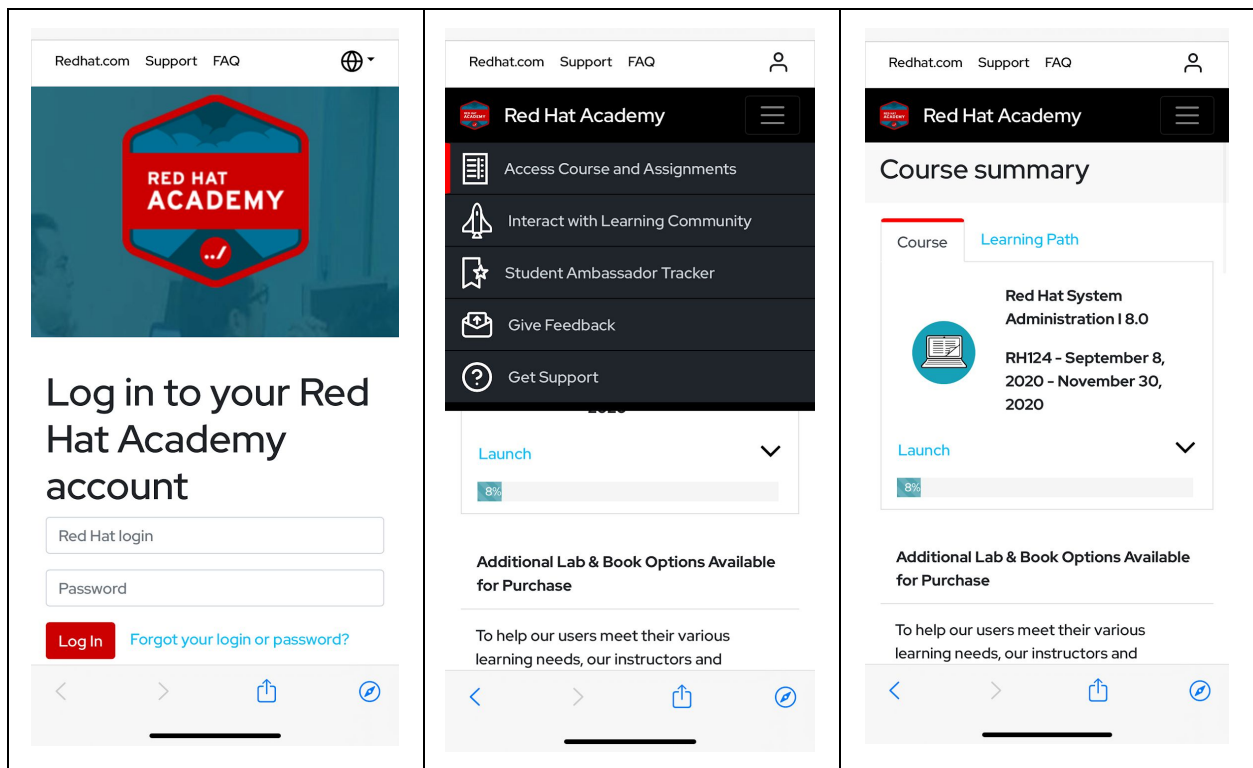 Redhat.com Support FAQ
RED HAT
ACADEMY
Log in to your Red
Hat Academy
account
Red Hat login
Password
Log In Forgot your login or password?
Redhat.com Support FAQ
RED HAT
ACADEMY
Red Hat Academy
Access Course and Assignments
Interact with Learning Community
Student Ambassador Tracker
Give Feedback
Get Support
Launch
8%
Additional Lab & Book Options Available
for Purchase
To help our users meet their various
learning needs, our instructors and
Redhat.com Support FAQ
RED HAT
ACADEMY
Red Hat Academy
Course summary
Course Learning Path
Red Hat System
Administration I 8.0
RH124 - September 8,
2020 - November 30,
2020
Launch
8%
Additional Lab & Book Options Available
for Purchase
To help our users meet their various
learning needs, our instructors and